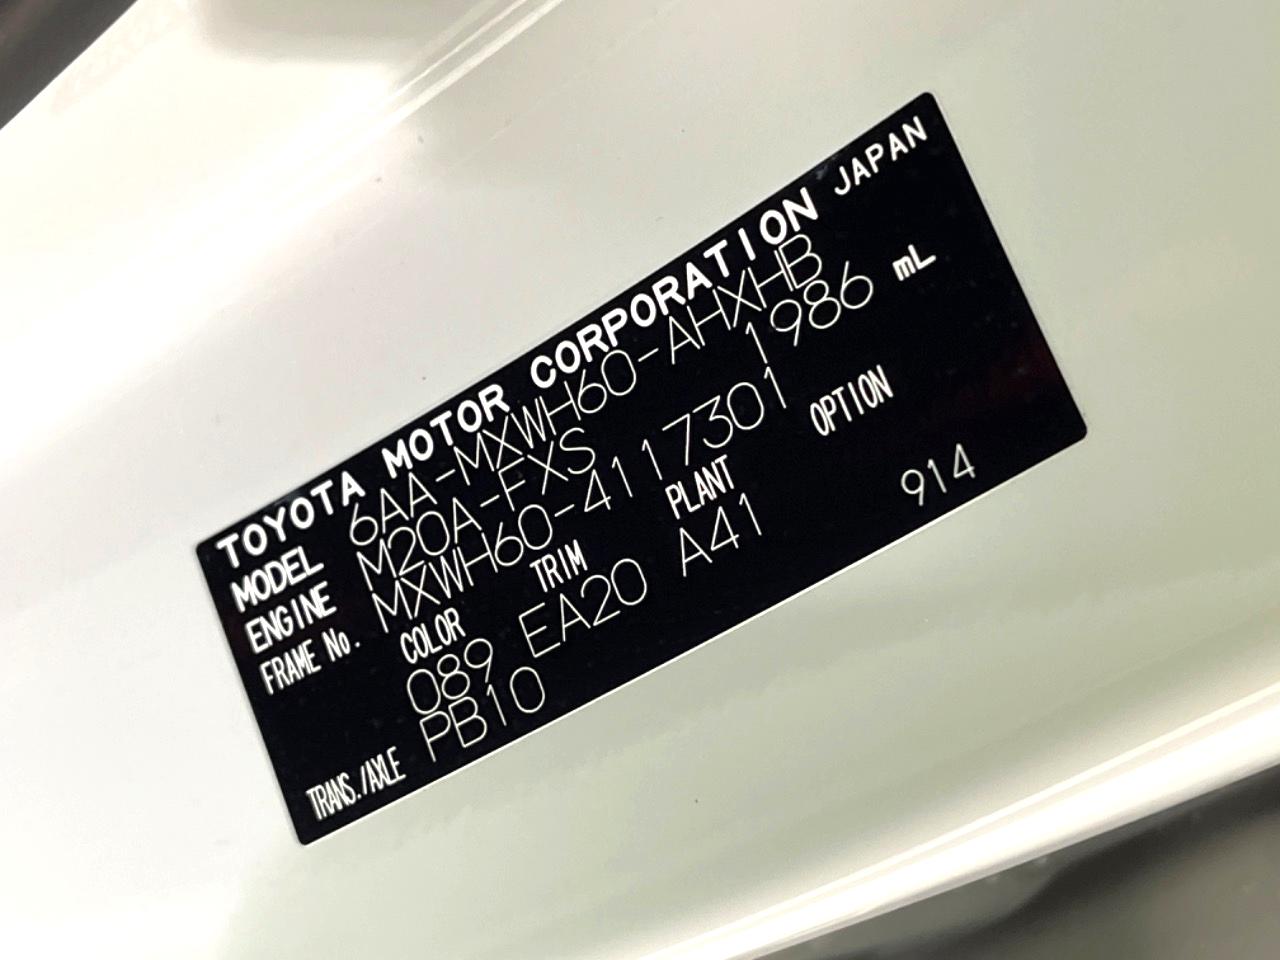 TOYOTA MOTOR CORPORATION JAPAN
MODEL 6AA-MXWH60-AHXHB
ENGINE M20A-FXS 1986 mL
FRAME No. MXWH60-4117301
COLOR TRIM PLANT OPTION
089 EA20 A41 914
TRANS./AXLE PB10